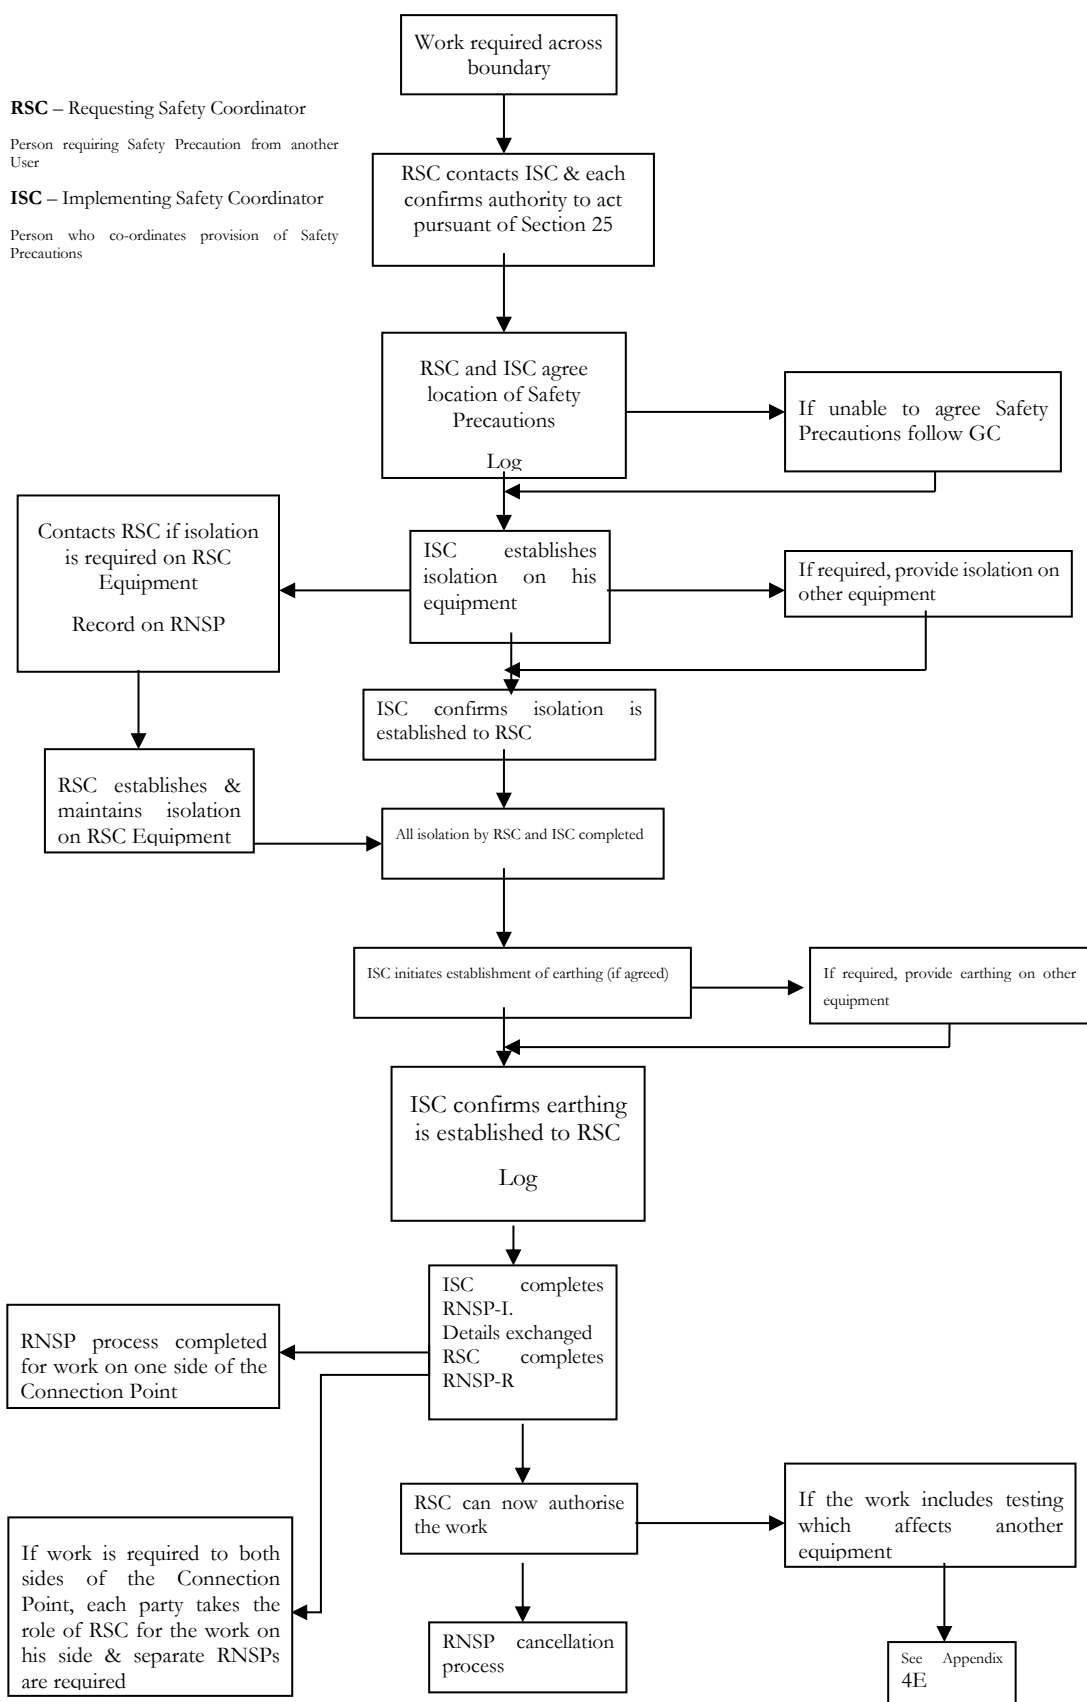 Work required across
boundary
RSC – Requesting Safety Coordinator
Person requiring Safety Precaution from another
User
ISC – Implementing Safety Coordinator
Person who co-ordinates provision of Safety
Precautions
RSC contacts ISC & each
confirms authority to act
pursuant of Section 25
RSC and ISC agree
location of Safety
Precautions
Log
If unable to agree Safety
Precautions follow GC
Contacts RSC if isolation
is required on RSC
Equipment
Record on RNSP
ISC establishes
isolation on his
equipment
If required, provide isolation on
other equipment
ISC confirms isolation is
established to RSC
RSC establishes &
maintains isolation
on RSC Equipment
All isolation by RSC and ISC completed
ISC initiates establishment of earthing (if agreed)
If required, provide earthing on other
equipment
ISC confirms earthing
is established to RSC
Log
ISC completes
RNSP-I.
Details exchanged
RSC completes
RNSP-R
RNSP process completed
for work on one side of the
Connection Point
RSC can now authorise
the work
If the work includes testing
which affects another
equipment
If work is required to both
sides of the Connection
Point, each party takes the
role of RSC for the work on
his side & separate RNSPs
are required
RNSP cancellation
process
See Appendix
4E